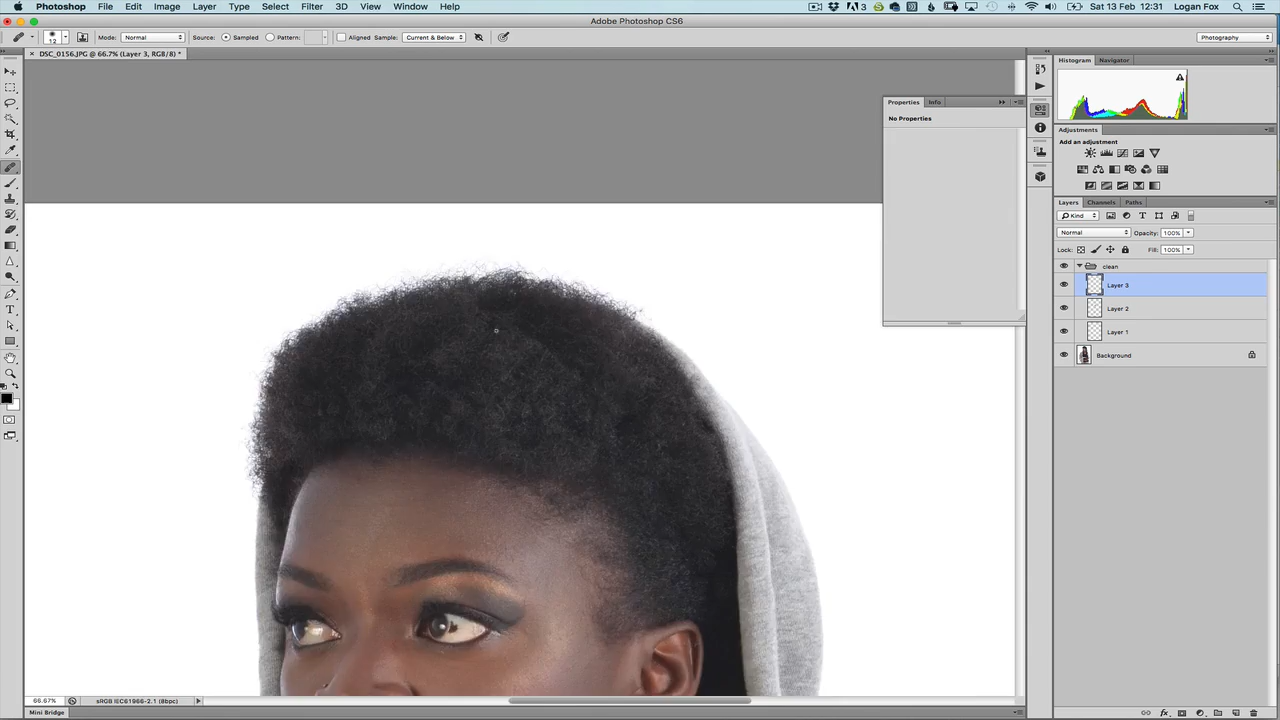 Photoshop File Edit Image Layer Type Select Filter 3D View Window Help 3 Sat 13 Feb 12:31 Logan Fox
Adobe Photoshop CS6
12 Mode: Normal Source: Sampled Pattern: Aligned Sample: Current & Below Photography
× DSC_0156.JPG @ 66.7% (Layer 3, RGB/8) *
Histogram Navigator
Properties Info
No Properties
Adjustments
Add an adjustment
Layers Channels Paths
Kind
Normal Opacity: 100%
Lock: Fill: 100%
clean
Layer 3
Layer 2
Layer 1
Background
66.67% sRGB IEC61966-2.1 (8bpc)
Mini Bridge